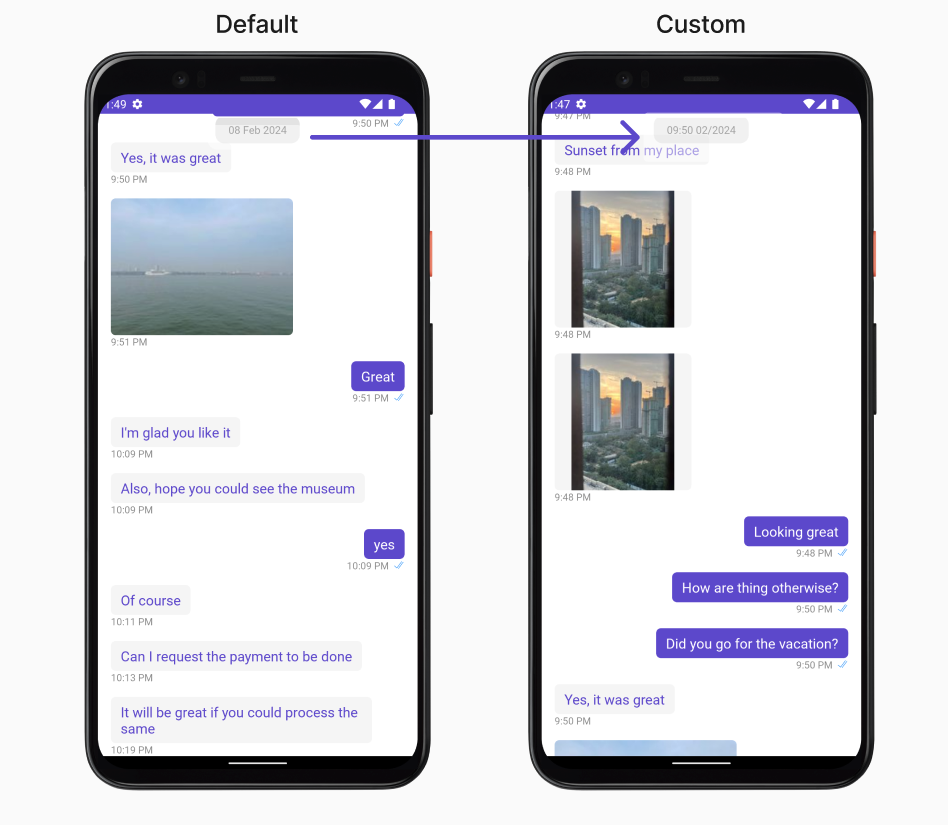 Default
1:49
9:50 PM
08 Feb 2024
Yes, it was great
9:50 PM
9:51 PM
Great
9:51 PM
I'm glad you like it
10:09 PM
Also, hope you could see the museum
10:09 PM
yes
10:09 PM
Of course
10:11 PM
Can I request the payment to be done
10:13 PM
It will be great if you could process the
same
10:19 PM
Custom
1:47
9:47 PM
09:50 02/2024
Sunset from my place
9:48 PM
9:48 PM
9:48 PM
Looking great
9:48 PM
How are thing otherwise?
9:50 PM
Did you go for the vacation?
9:50 PM
Yes, it was great
9:50 PM